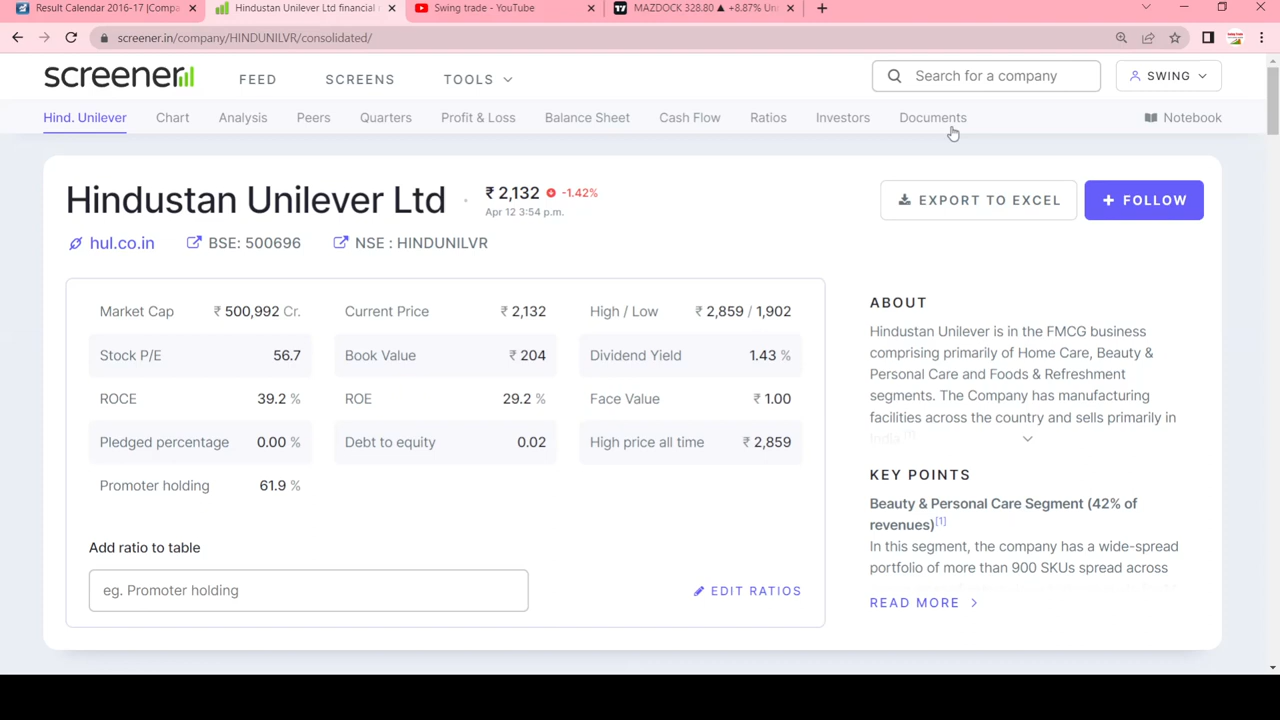 Result Calendar 2016-17 |Compa
Hindustan Unilever Ltd financial
Swing trade - YouTube
MAZDOCK 328.80 ▲ +8.87% Un
screener.in/company/HINDUNILVR/consolidated/
screener
FEED
SCREENS
TOOLS
Search for a company
SWING
Hind. Unilever
Chart
Analysis
Peers
Quarters
Profit & Loss
Balance Sheet
Cash Flow
Ratios
Investors
Documents
Notebook
Hindustan Unilever Ltd
₹ 2,132 -1.42%
Apr 12 3:54 p.m.
EXPORT TO EXCEL
+ FOLLOW
hul.co.in
BSE: 500696
NSE : HINDUNILVR
Market Cap ₹ 500,992 Cr.
Current Price ₹ 2,132
High / Low ₹ 2,859 / 1,902
Stock P/E 56.7
Book Value ₹ 204
Dividend Yield 1.43 %
ROCE 39.2 %
ROE 29.2 %
Face Value ₹ 1.00
Pledged percentage 0.00 %
Debt to equity 0.02
High price all time ₹ 2,859
Promoter holding 61.9 %
Add ratio to table
eg. Promoter holding
EDIT RATIOS
ABOUT
Hindustan Unilever is in the FMCG business
comprising primarily of Home Care, Beauty &
Personal Care and Foods & Refreshment
segments. The Company has manufacturing
facilities across the country and sells primarily in
India [1]
KEY POINTS
Beauty & Personal Care Segment (42% of
revenues)[1]
In this segment, the company has a wide-spread
portfolio of more than 900 SKUs spread across
READ MORE